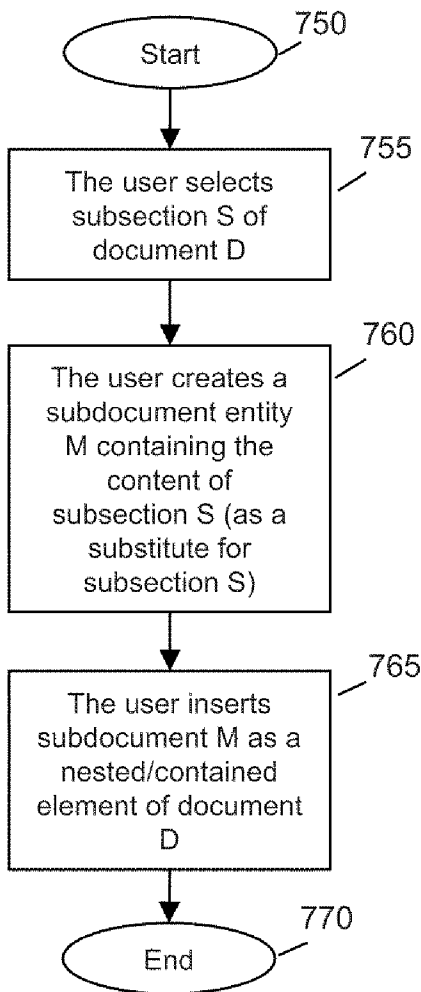 750
Start
755
The user selects
subsection S of
document D
760
The user creates a
subdocument entity
M containing the
content of
subsection S (as a
substitute for
subsection S)
765
The user inserts
subdocument M as a
nested/contained
element of document
D
770
End